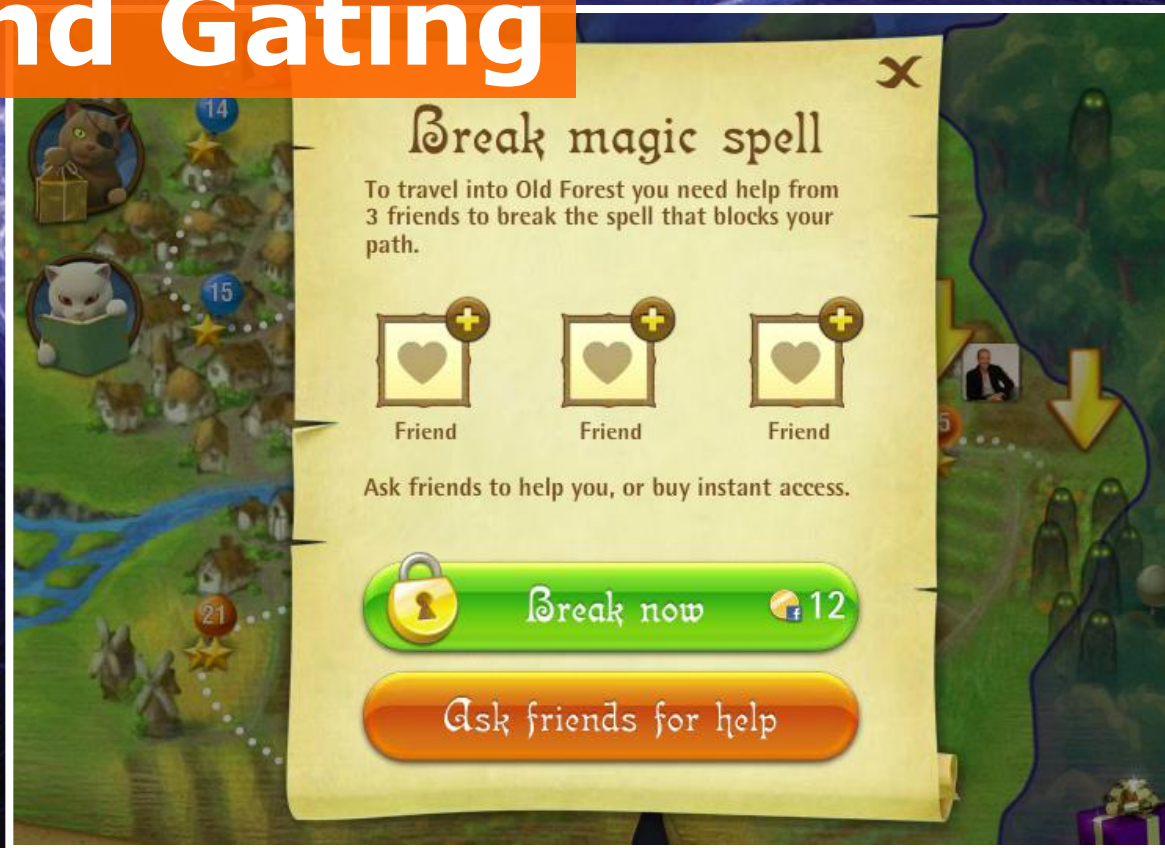 nd Gating
X
14
Break magic spell
To travel into Old Forest you need help from
3 friends to break the spell that blocks your
path.
15
Friend Friend Friend
5
Ask friends to help you, or buy instant access.
Break now f 12
21
Ask friends for help